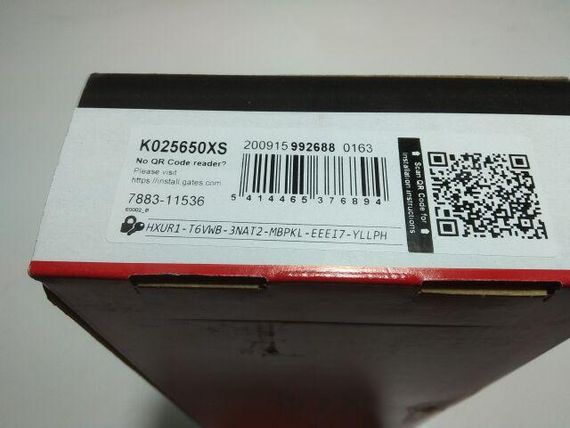 K025650XS
200915 992688 0163
No QR Code reader?
Please visit
https://install.gates.com
5 414465 376894
7883-11536
60002_0
HXUR1-T6VWB-3NAT2-MBPKL-EEEI7-YLLPH
Scan QR Code for
installation instructions